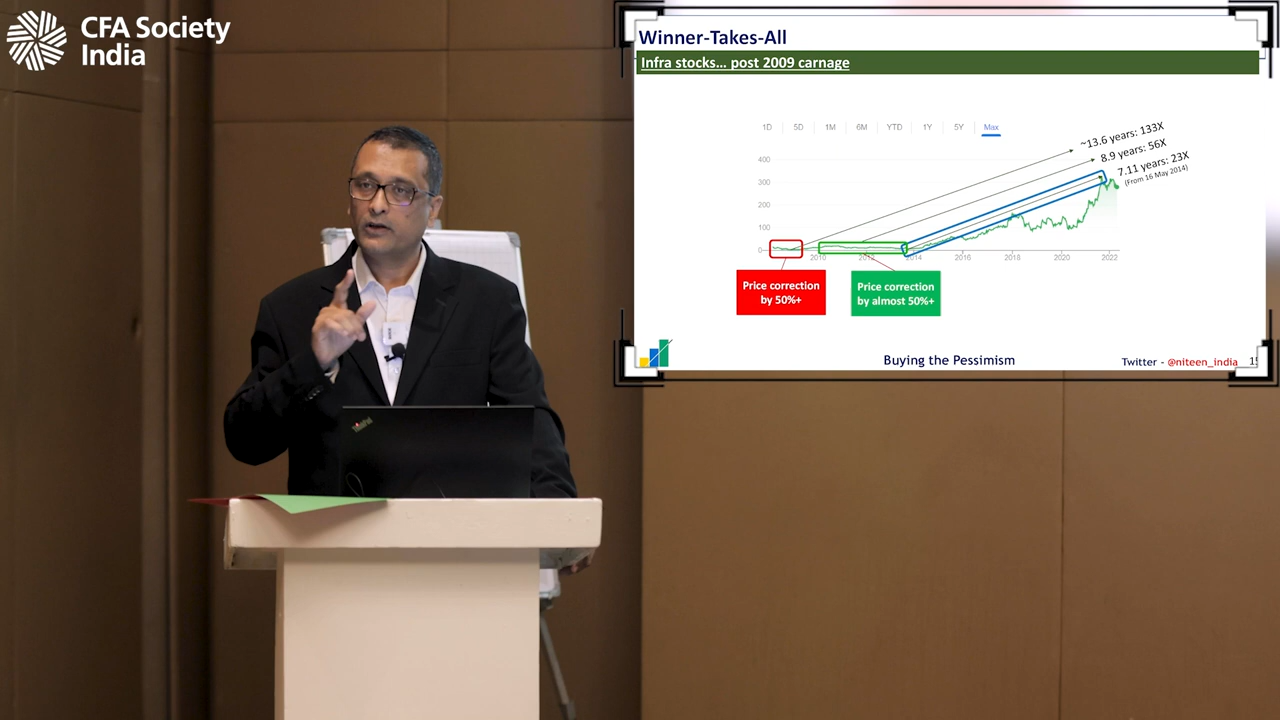 CFA Society
India
Winner-Takes-All
Infra stocks... post 2009 carnage
1D 5D 1M 6M YTD 1Y 5Y Max
~13.6 years: 133X
8.9 years: 56X
7.11 years: 23X
(From 16 May 2014)
400
300
200
100
0
2010 2012 2014 2016 2018 2020 2022
Price correction
by 50%+
Price correction
by almost 50%+
Buying the Pessimism
Twitter - @niteen_india
ThinkPad